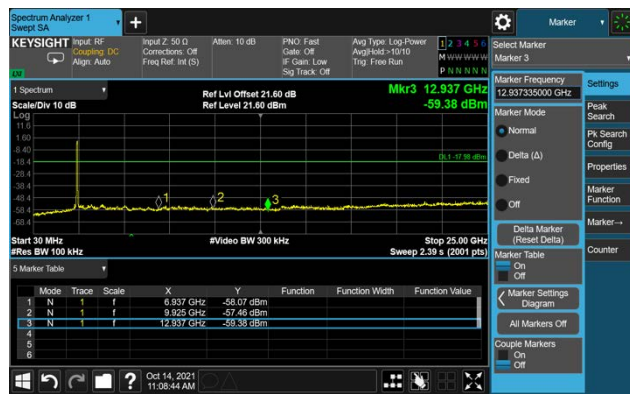 Spectrum Analyzer 1
Swept SA
+
Marker
KEYSIGHT Input: RF Input Z: 50 Ω Atten: 10 dB PNO: Fast Avg Type: Log-Power 1 2 3 4 5 6
Coupling: DC Corrections: Off Gate: Off Avg|Hold:>10/10 M W W W W W
Align: Auto Freq Ref: Int (S) IF Gain: Low Trig: Free Run
Sig Track: Off P N N N N N
Select Marker
Marker 3
1 Spectrum
Scale/Div 10 dB
Ref Lvl Offset 21.60 dB
Ref Level 21.60 dBm
Mkr3 12.937 GHz
-59.38 dBm
Log
11.6
1.60
-8.40
-18.4
-28.4
-38.4
-48.4
-58.4
-68.4
DL1 -17.98 dBm
1
2
3
Start 30 MHz #Video BW 300 kHz Stop 25.00 GHz
#Res BW 100 kHz Sweep 2.39 s (2001 pts)
5 Marker Table
Mode Trace Scale X Y Function Function Width Function Value
1 N 1 f 6.937 GHz -58.07 dBm
2 N 1 f 9.925 GHz -57.46 dBm
3 N 1 f 12.937 GHz -59.38 dBm
4
5
6
Marker Frequency
12.937335000 GHz
Marker Mode
Normal
Delta (Δ)
Fixed
Off
Delta Marker
(Reset Delta)
Marker Table
On
Off
Marker Settings
Diagram
All Markers Off
Couple Markers
On
Off
Settings
Peak
Search
Pk Search
Config
Properties
Marker
Function
Marker→
Counter
?
Oct 14, 2021
11:08:44 AM